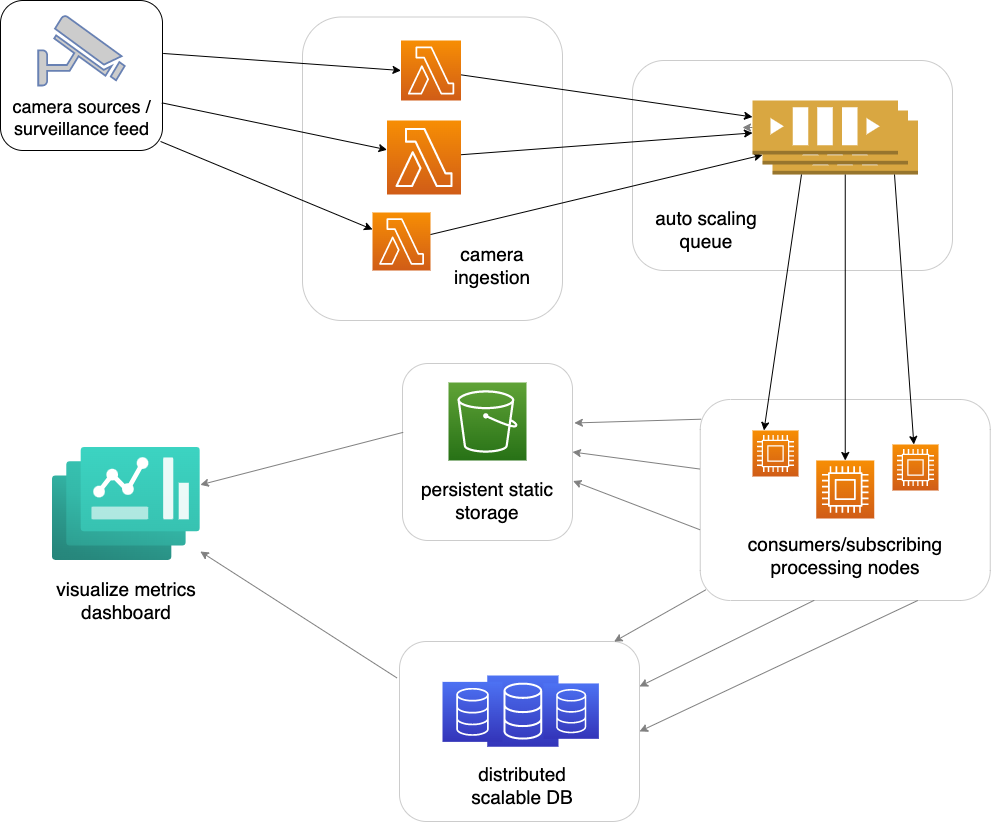 camera sources /
surveillance feed
camera
ingestion
auto scaling
queue
persistent static
storage
consumers/subscribing
processing nodes
visualize metrics
dashboard
distributed
scalable DB